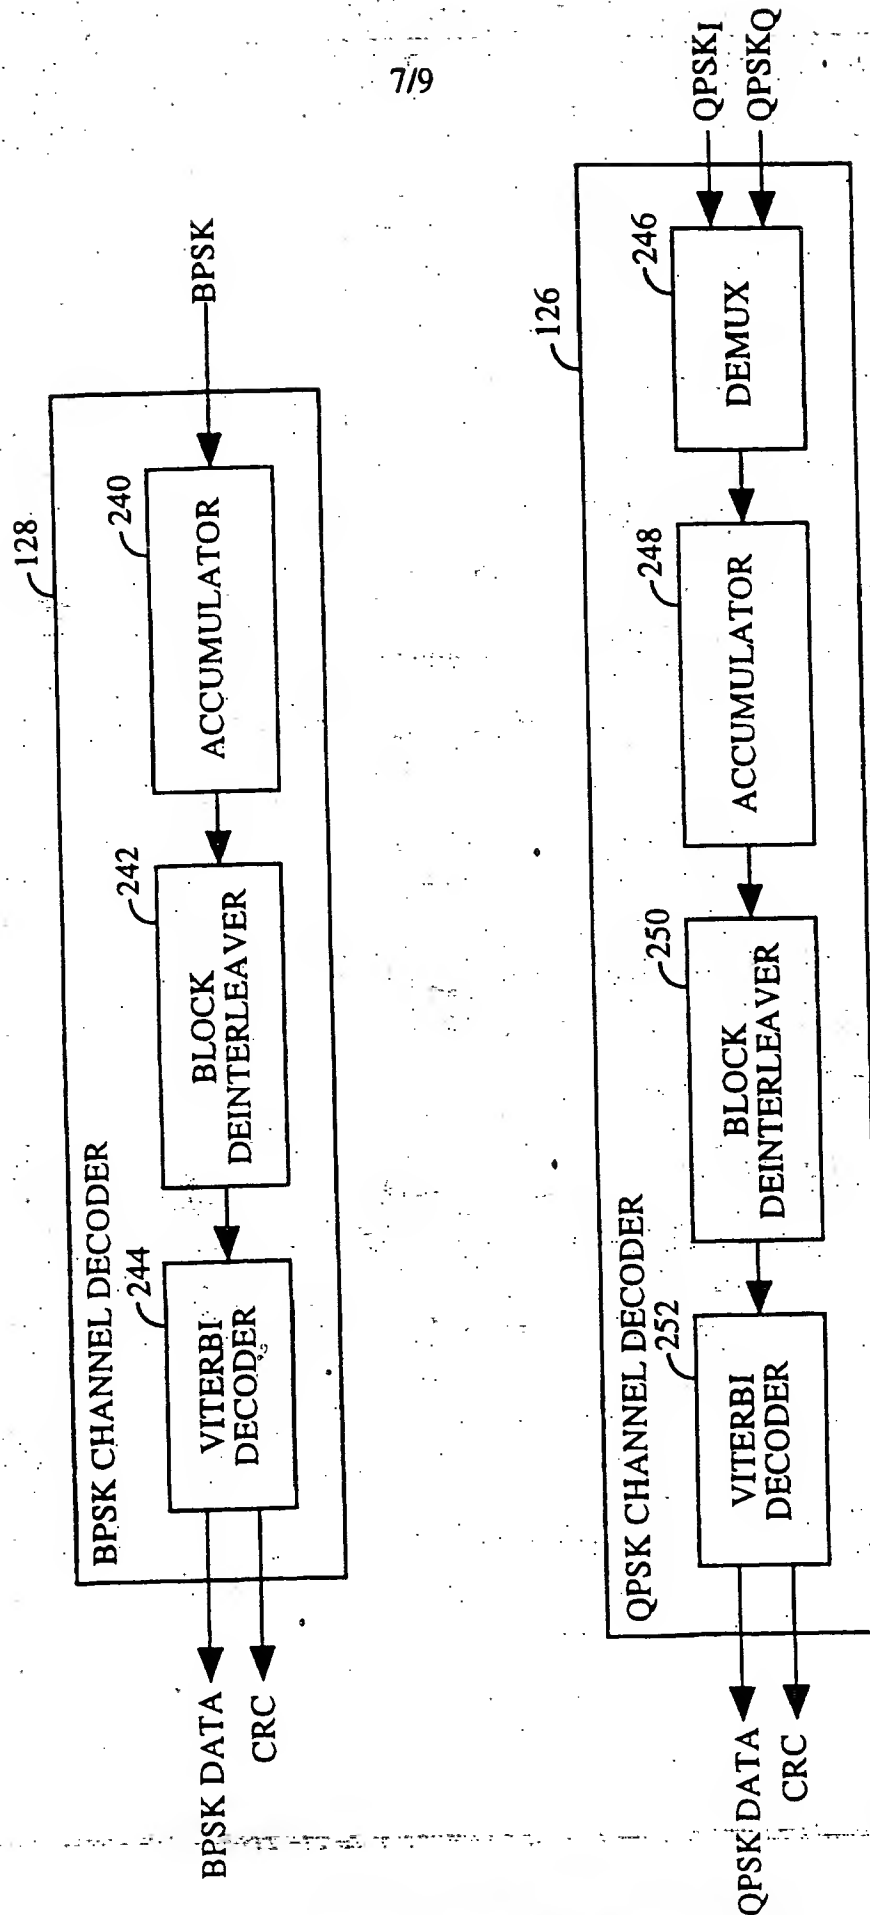 7/9
128
BPSK CHANNEL DECODER
BPSK
240
ACCUMULATOR
242
BLOCK
DEINTERLEAVER
244
VITERBI
DECODER
BPSK DATA
CRC
126
QPSK CHANNEL DECODER
QPSKI
QPSKQ
246
DEMUX
248
ACCUMULATOR
250
BLOCK
DEINTERLEAVER
252
VITERBI
DECODER
QPSK DATA
CRC